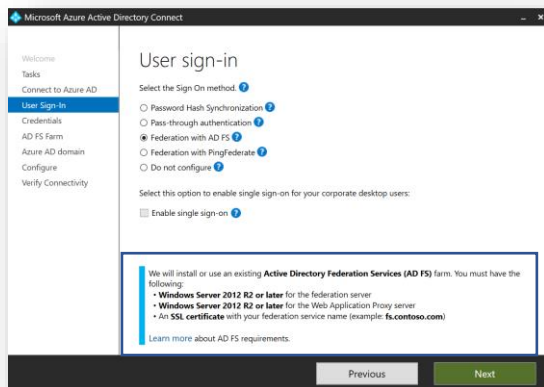 Microsoft Azure Active Directory Connect
Welcome
Tasks
Connect to Azure AD
User Sign-In
Credentials
AD FS Farm
Azure AD domain
Configure
Verify Connectivity
User sign-in
Select the Sign On method. ?
Password Hash Synchronization ?
Pass-through authentication ?
Federation with AD FS ?
Federation with PingFederate ?
Do not configure ?
Select this option to enable single sign-on for your corporate desktop users:
Enable single sign-on ?
We will install or use an existing Active Directory Federation Services (AD FS) farm. You must have the
following:
• Windows Server 2012 R2 or later for the federation server
• Windows Server 2012 R2 or later for the Web Application Proxy server
• An SSL certificate with your federation service name (example: fs.contoso.com)
Learn more about AD FS requirements.
Previous
Next